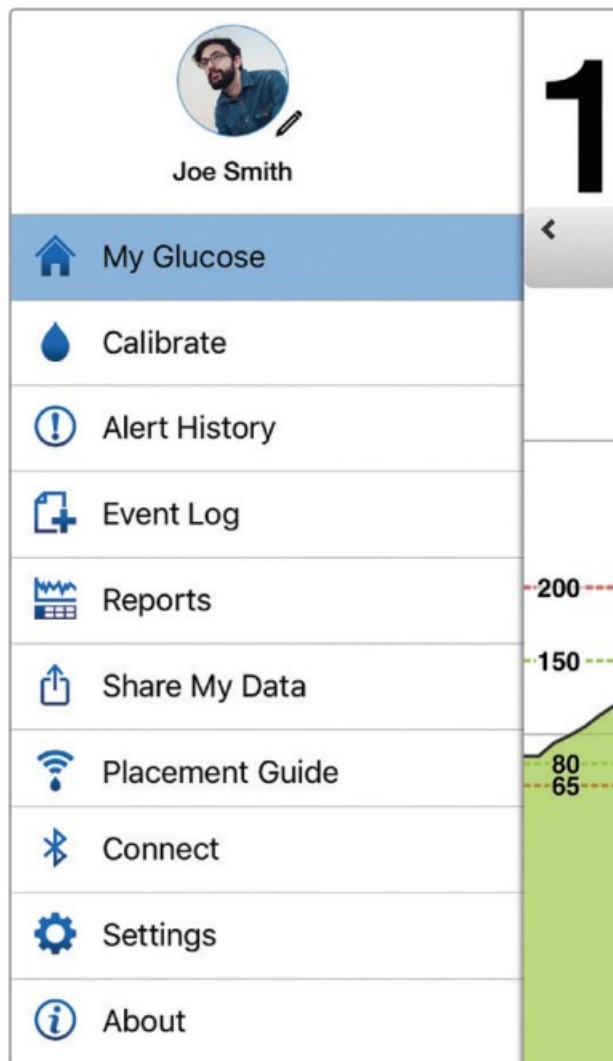 Joe Smith
1
My Glucose
Calibrate
Alert History
Event Log
Reports
Share My Data
Placement Guide
Connect
Settings
About
200
150
80
65